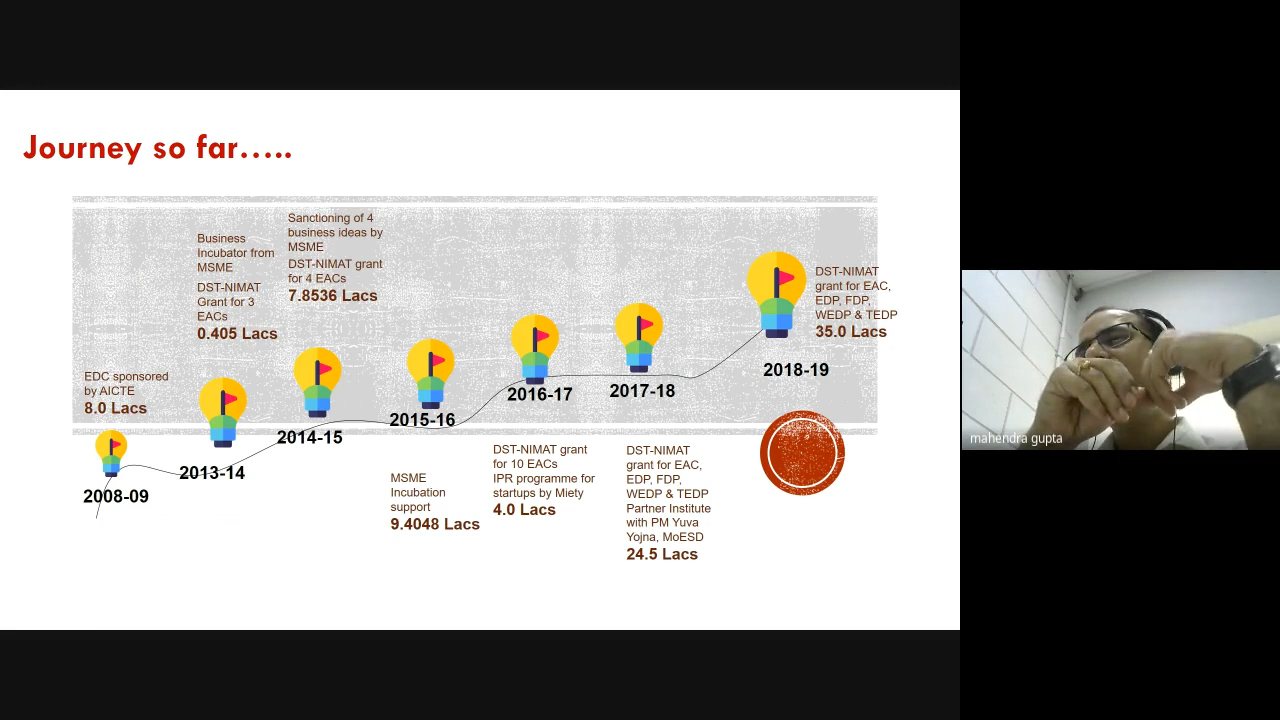 Journey so far.....
EDC sponsored
by AICTE
8.0 Lacs
2008-09
Business
Incubator from
MSME
DST-NIMAT
Grant for 3
EACs
0.405 Lacs
2013-14
Sanctioning of 4
business ideas by
MSME
DST-NIMAT grant
for 4 EACs
7.8536 Lacs
2014-15
2015-16
MSME
Incubation
support
9.4048 Lacs
2016-17
DST-NIMAT grant
for 10 EACs
IPR programme for
startups by Miety
4.0 Lacs
2017-18
DST-NIMAT
grant for EAC,
EDP, FDP,
WEDP & TEDP
Partner Institute
with PM Yuva
Yojna, MoESD
24.5 Lacs
DST-NIMAT
grant for EAC,
EDP, FDP,
WEDP & TEDP
35.0 Lacs
2018-19
mahendra gupta